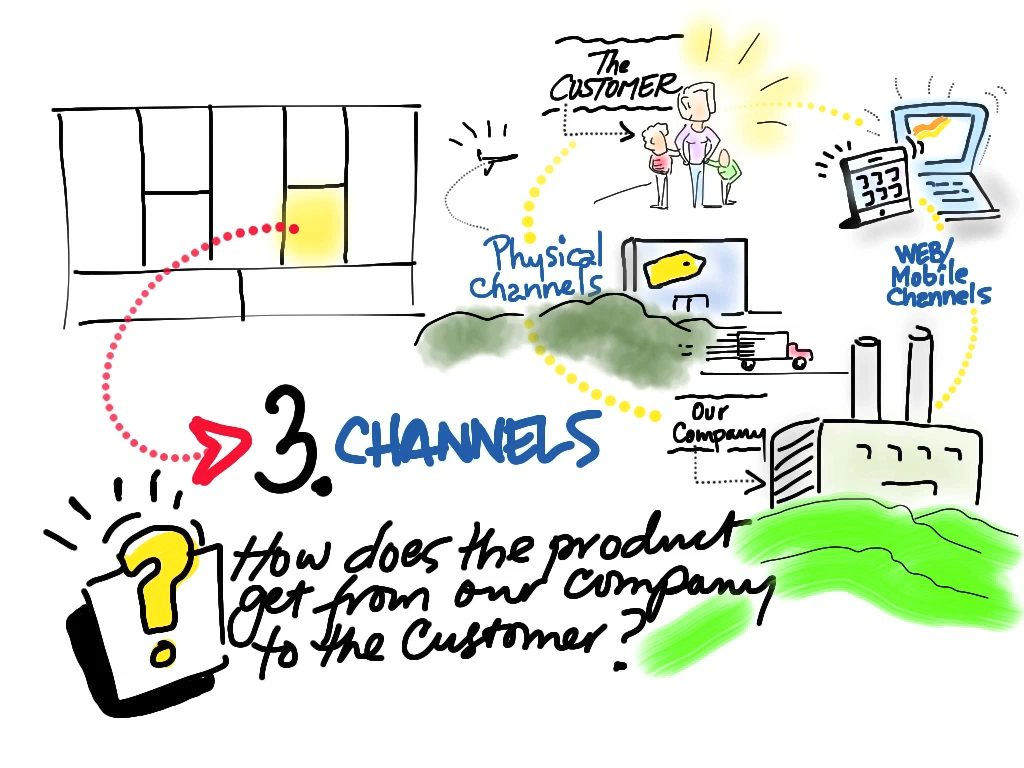 The
CUSTOMER
Physical
Channels
WEB/
Mobile
Channels
Our
Company
3. CHANNELS
?
How does the product
get from our company
to the Customer?